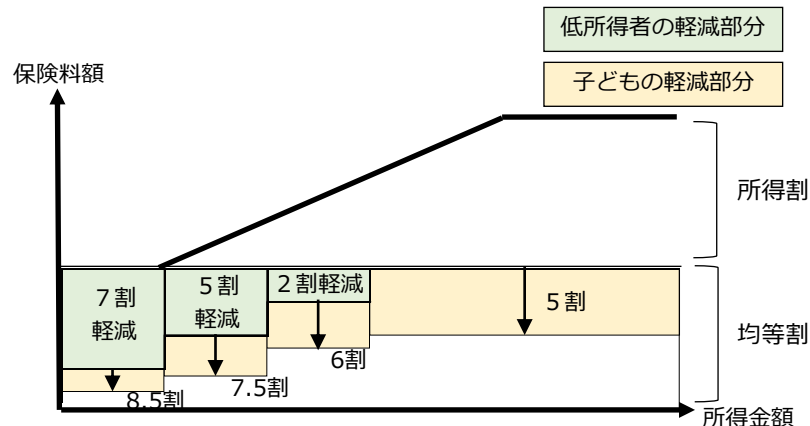 低所得者の軽減部分
子どもの軽減部分
保険料額
所得割
7割
軽減
5割
軽減
2割軽減
5割
均等割
8.5割
7.5割
6割
所得金額